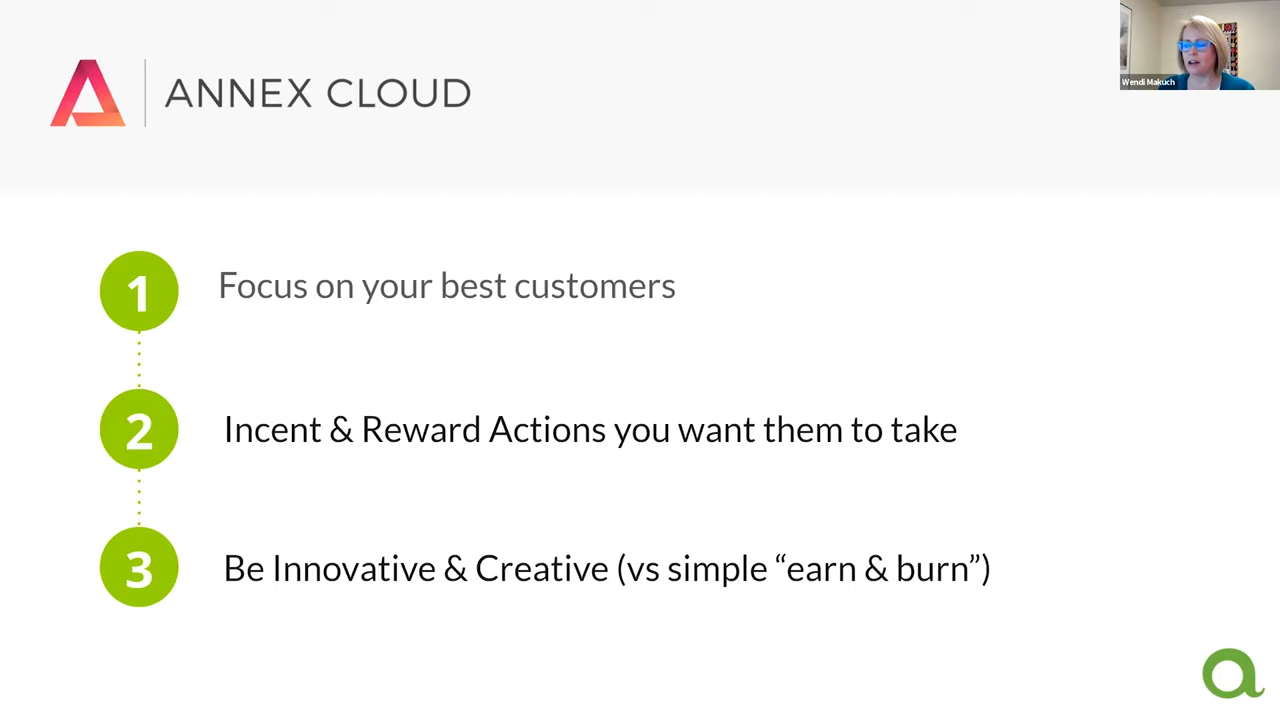 ANNEX CLOUD
Wendi Makuch
1 Focus on your best customers
2 Incent & Reward Actions you want them to take
3 Be Innovative & Creative (vs simple “earn & burn”)
a